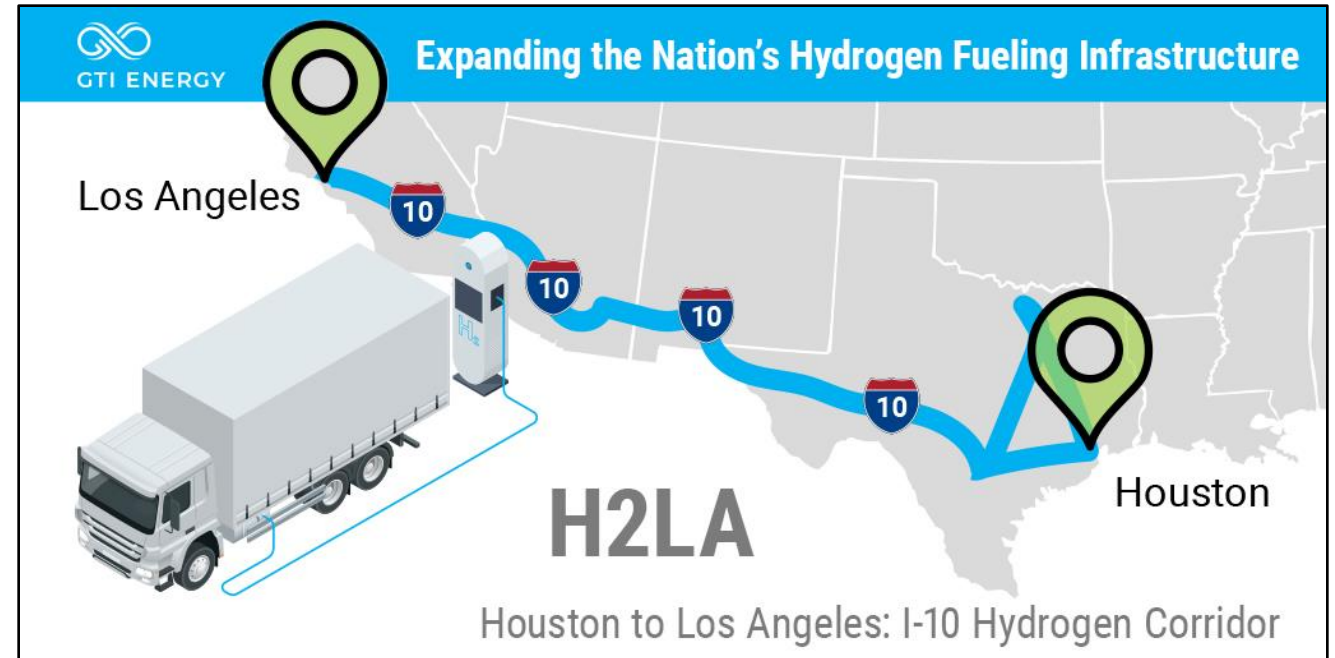 GTI ENERGY
Expanding the Nation's Hydrogen Fueling Infrastructure
Los Angeles
10
10
10
10
H₂
Houston
H2LA
Houston to Los Angeles: I-10 Hydrogen Corridor